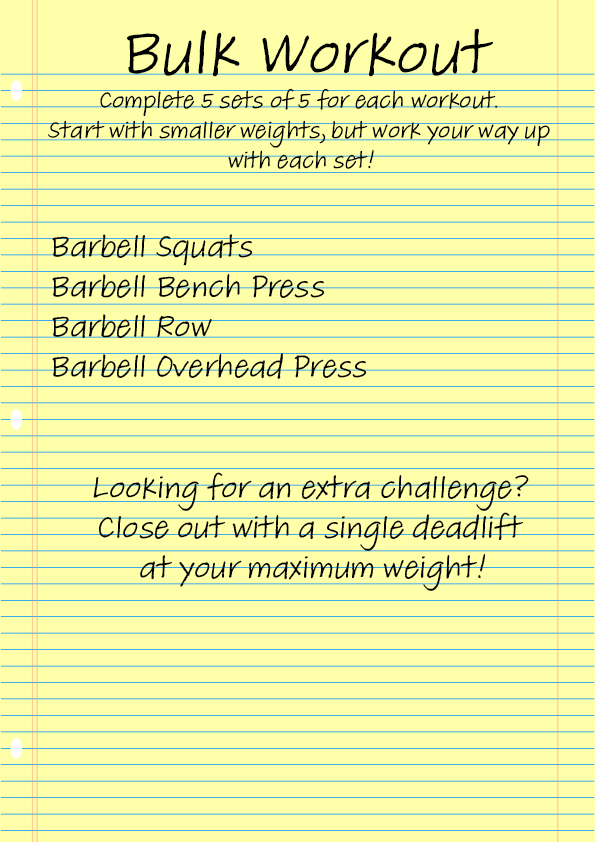 Bulk Workout
Complete 5 sets of 5 for each workout.
Start with smaller weights, but work your way up
with each set!
Barbell Squats
Barbell Bench Press
Barbell Row
Barbell Overhead Press
Looking for an extra challenge?
Close out with a single deadlift
at your maximum weight!